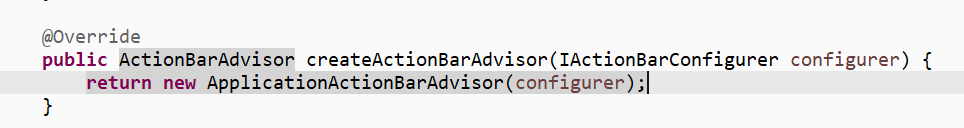 @Override
public ActionBarAdvisor createActionBarAdvisor(IActionBarConfigurer configurer) {
return new ApplicationActionBarAdvisor(configurer);
}